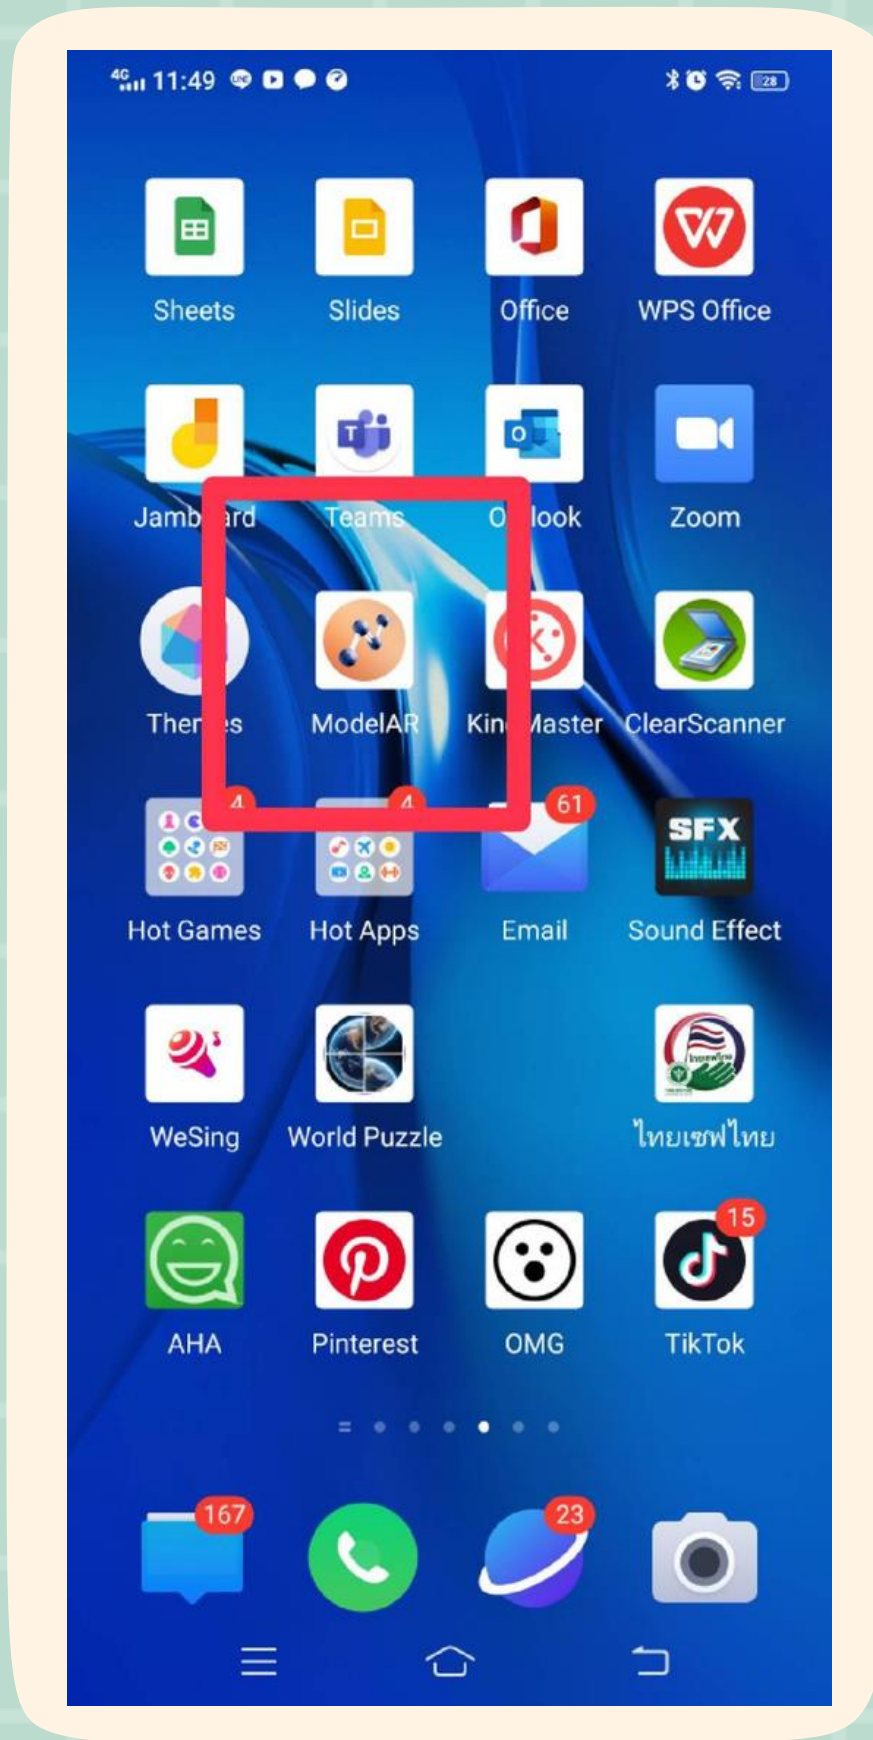 4G 11:49 28
Sheets Slides Office WPS Office
Teams Zoom
ModelAR ClearScanner
4 4 61
SFX
Hot Games Hot Apps Email Sound Effect
WeSing World Puzzle ไทยเซฟไทย
15
AHA Pinterest OMG TikTok
167 23